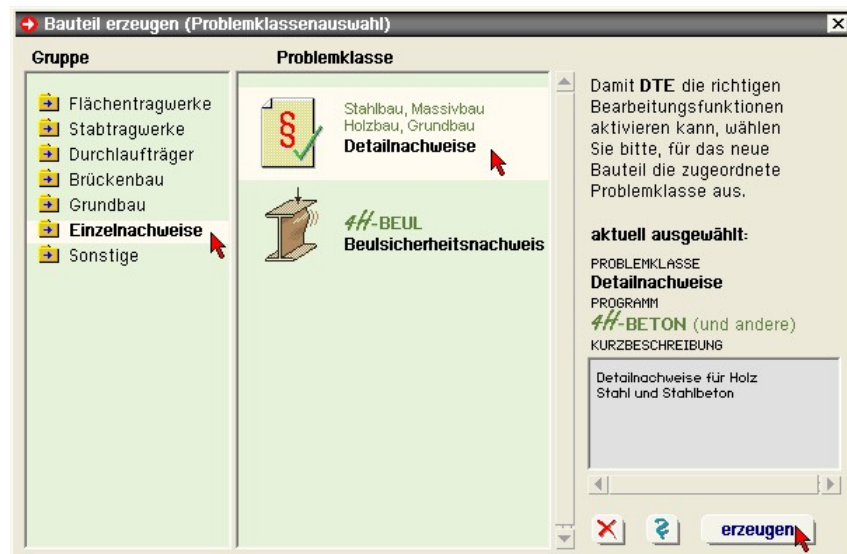 Bauteil erzeugen (Problemklassenauswahl)
Gruppe
Flächentragwerke
Stabtragwerke
Durchlaufträger
Brückenbau
Grundbau
Einzelnachweise
Sonstige
Problemklasse
§
Stahlbau, Massivbau
Holzbau, Grundbau
Detailnachweise
4H-BEUL
Beulsicherheitsnachweis
Damit DTE die richtigen
Bearbeitungsfunktionen
aktivieren kann, wählen
Sie bitte, für das neue
Bauteil die zugeordnete
Problemklasse aus.
aktuell ausgewählt:
PROBLEMKLASSE
Detailnachweise
PROGRAMM
4H-BETON (und andere)
KURZBESCHREIBUNG
Detailnachweise für Holz
Stahl und Stahlbeton
erzeugen